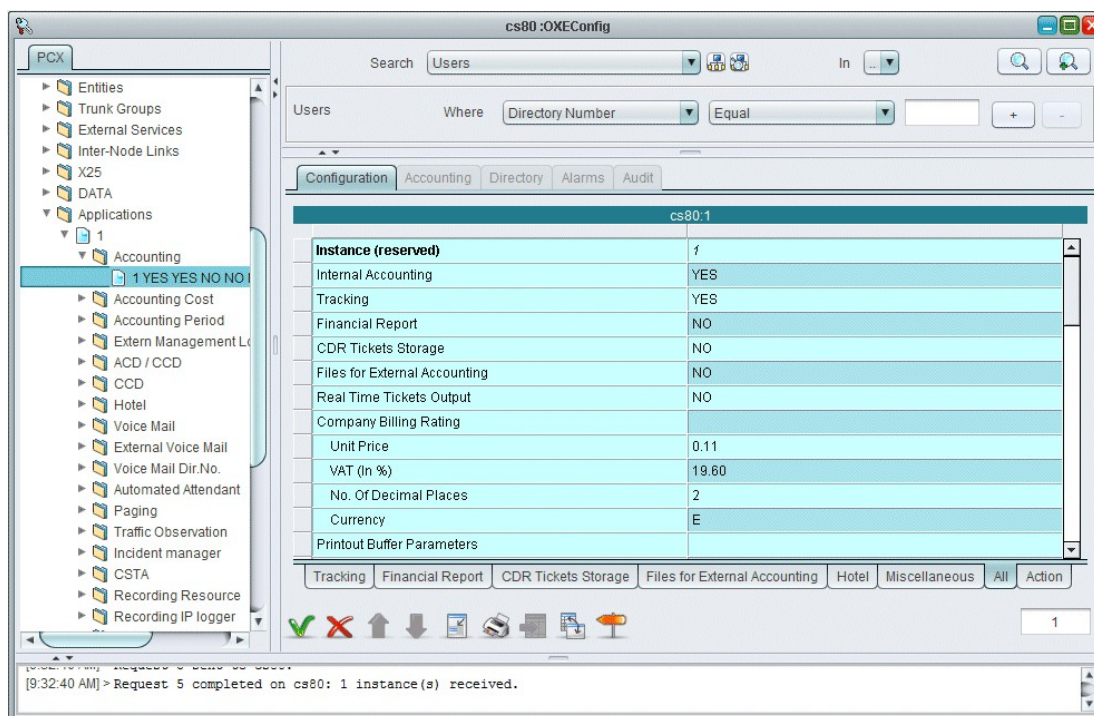 cs80 :OXEConfig
PCX
Entities
Trunk Groups
External Services
Inter-Node Links
X25
DATA
Applications
1
Accounting
1 YES YES NO NO
Accounting Cost
Accounting Period
Extern Management Lo
ACD / CCD
CCD
Hotel
Voice Mail
External Voice Mail
Voice Mail Dir.No.
Automated Attendant
Paging
Traffic Observation
Incident manager
CSTA
Recording Resource
Recording IP logger
Search Users In ..
Users Where Directory Number Equal + -
Configuration Accounting Directory Alarms Audit
cs80:1
Instance (reserved) 1
Internal Accounting YES
Tracking YES
Financial Report NO
CDR Tickets Storage NO
Files for External Accounting NO
Real Time Tickets Output NO
Company Billing Rating
Unit Price 0.11
VAT (In %) 19.60
No. Of Decimal Places 2
Currency E
Printout Buffer Parameters
Tracking Financial Report CDR Tickets Storage Files for External Accounting Hotel Miscellaneous All Action
1
[9:32:40 AM] > Request 5 completed on cs80: 1 instance(s) received.